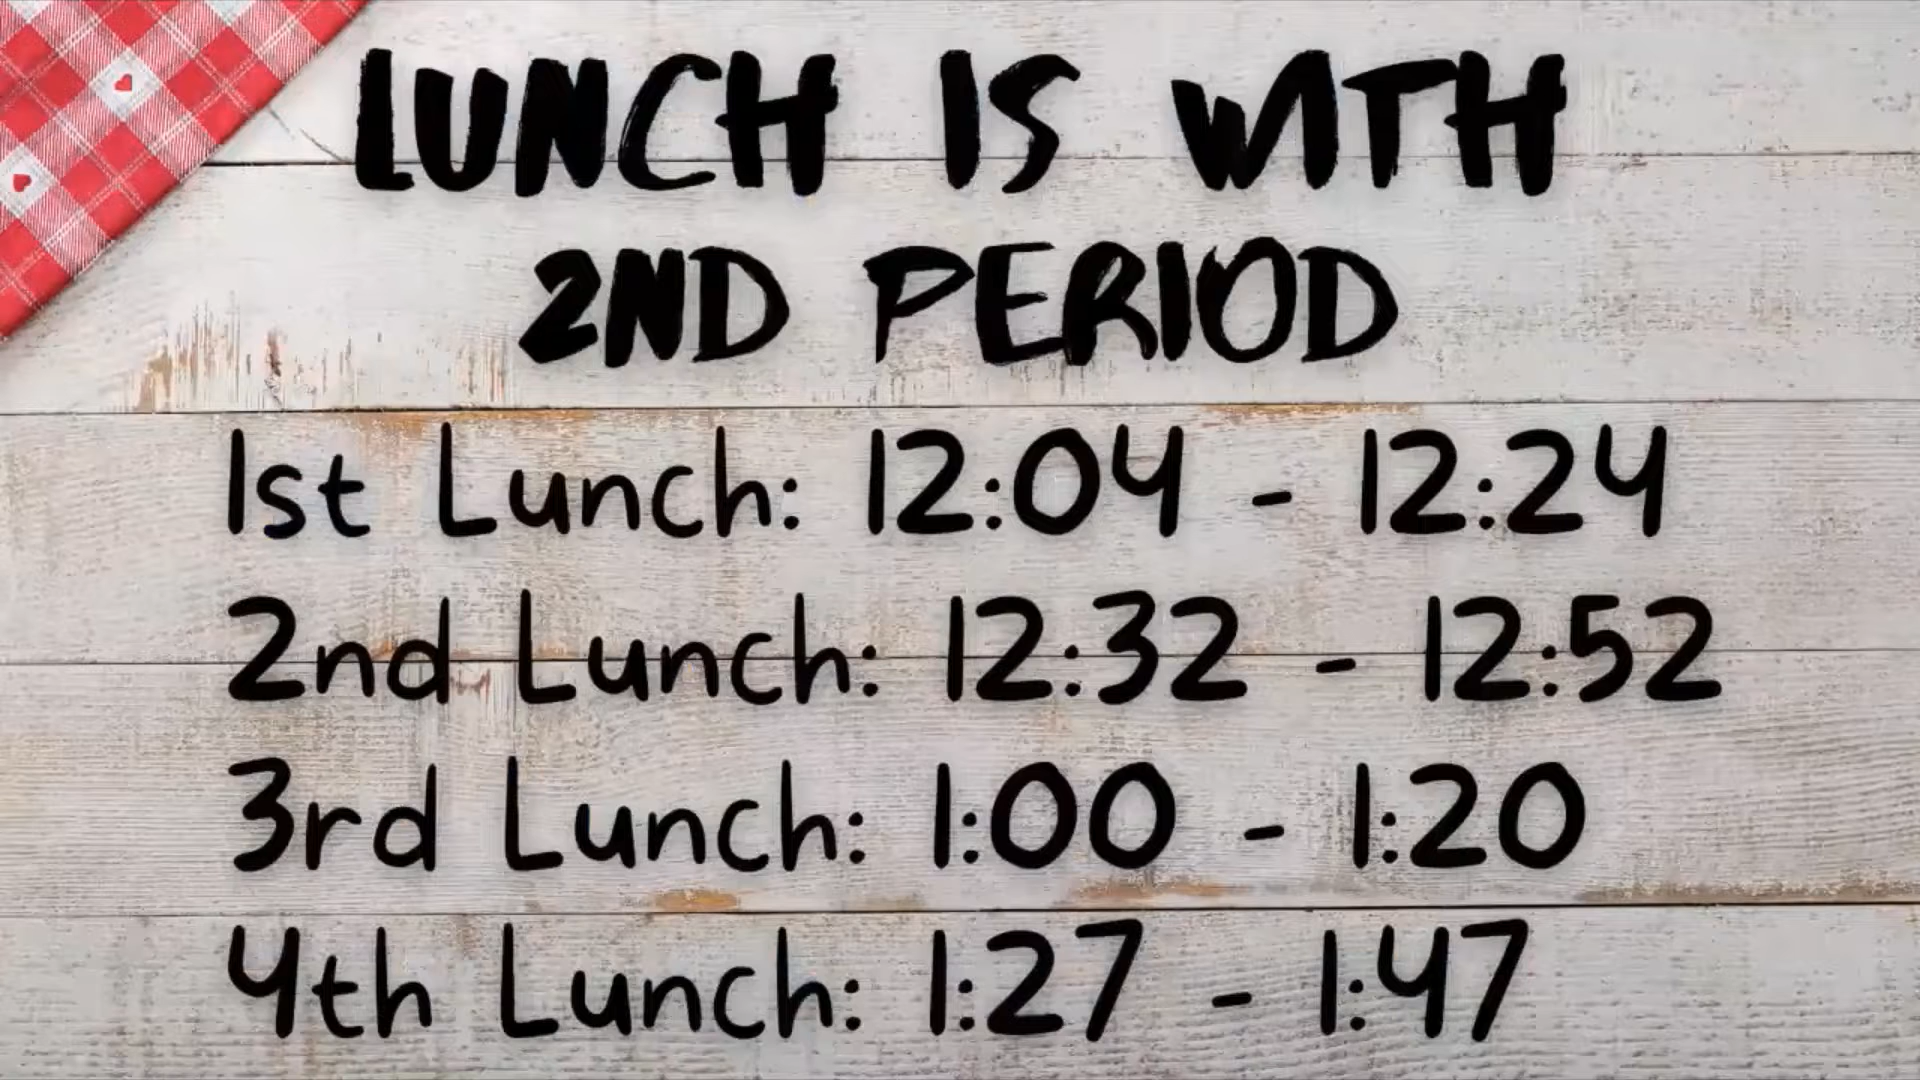 LUNCH IS WITH
2ND PERIOD
1st Lunch: 12:04 - 12:24
2nd Lunch: 12:32 - 12:52
3rd Lunch: 1:00 - 1:20
4th Lunch: 1:27 - 1:47